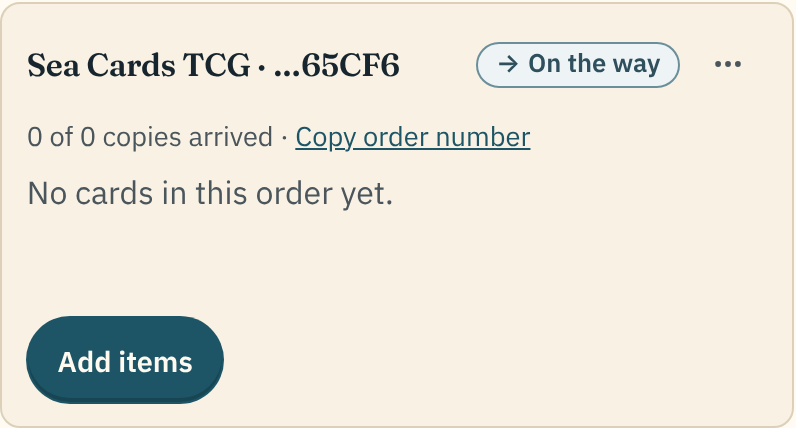 Sea Cards TCG · ...65CF6
→ On the way
0 of 0 copies arrived · Copy order number
No cards in this order yet.
Add items